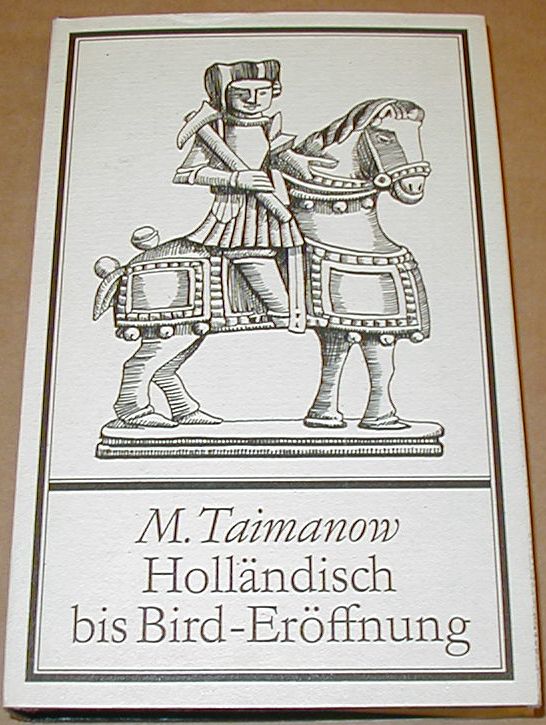 M. Taimanow
Holländisch
bis Bird-Eröffnung